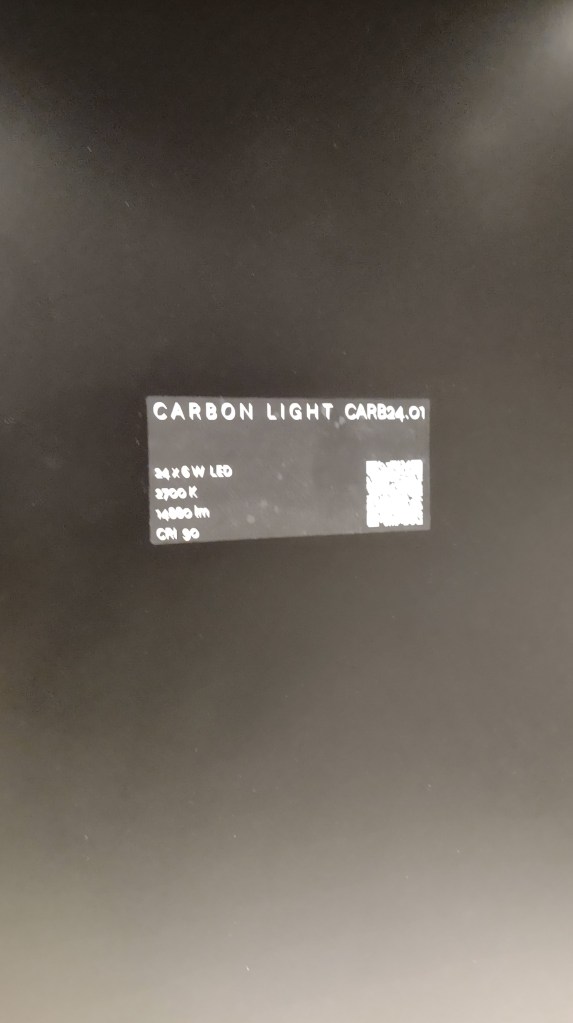 CARBON LIGHT CARB24.01
24 x 6 W LED
2700 K
lm
CRI 90